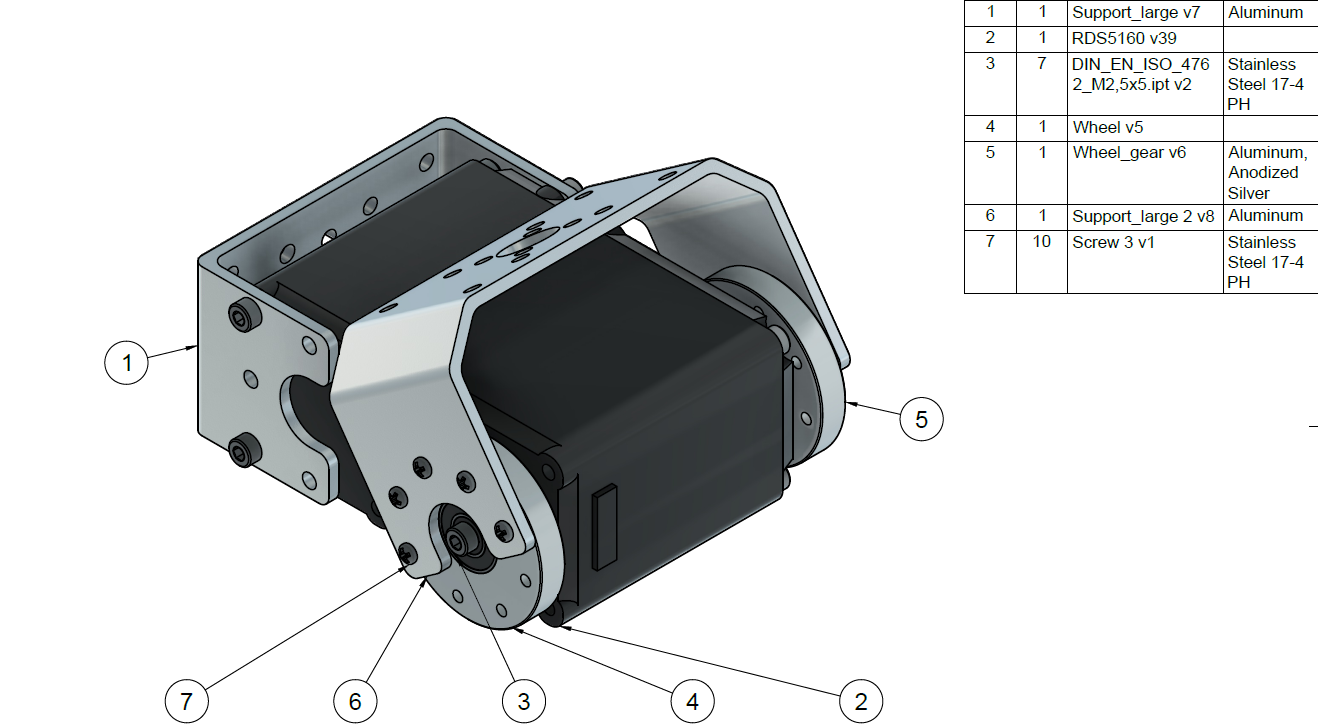 1 1 Support_large v7 Aluminum
2 1 RDS5160 v39
3 7 DIN_EN_ISO_476 Stainless
2_M2,5x5.ipt v2 Steel 17-4
PH
4 1 Wheel v5
5 1 Wheel_gear v6 Aluminum,
Anodized
Silver
6 1 Support_large 2 v8 Aluminum
7 10 Screw 3 v1 Stainless
Steel 17-4
PH
1
5
7 6 3 4 2